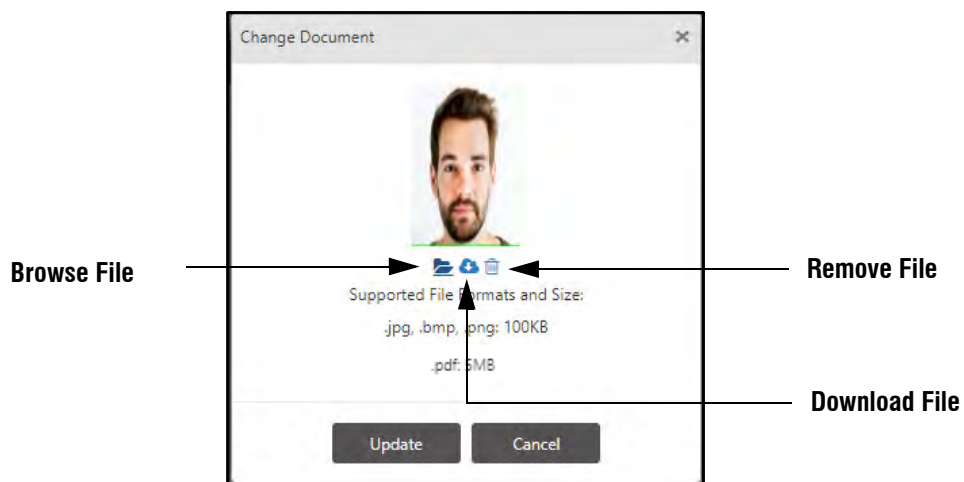 Change Document
Browse File
Remove File
Supported File Formats and Size:
.jpg, .bmp, .png: 100KB
.pdf: 5MB
Download File
Update
Cancel